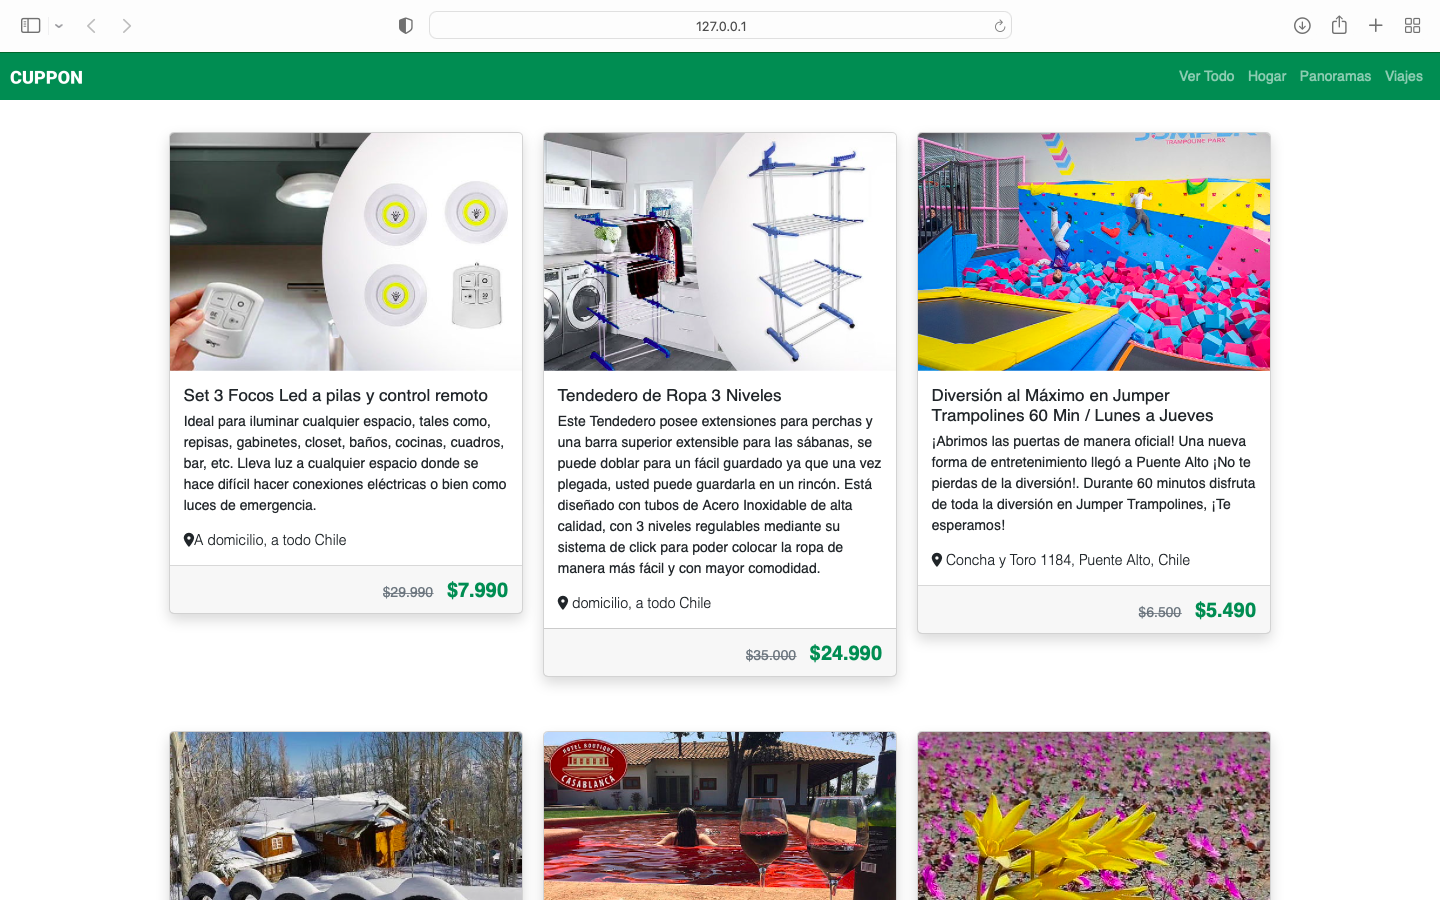 127.0.0.1
CUPPON
Ver Todo Hogar Panoramas Viajes
Set 3 Focos Led a pilas y control remoto
Ideal para iluminar cualquier espacio, tales como,
repisas, gabinetes, closet, baños, cocinas, cuadros,
bar, etc. Lleva luz a cualquier espacio donde se
hace difícil hacer conexiones eléctricas o bien como
luces de emergencia.
A domicilio, a todo Chile
$29.990 $7.990
Tendedero de Ropa 3 Niveles
Este Tendedero posee extensiones para perchas y
una barra superior extensible para las sábanas, se
puede doblar para un fácil guardado ya que una vez
plegada, usted puede guardarla en un rincón. Está
diseñado con tubos de Acero Inoxidable de alta
calidad, con 3 niveles regulables mediante su
sistema de click para poder colocar la ropa de
manera más fácil y con mayor comodidad.
domicilio, a todo Chile
$35.000 $24.990
TRAMPOLINE PARK
Diversión al Máximo en Jumper
Trampolines 60 Min / Lunes a Jueves
¡Abrimos las puertas de manera oficial! Una nueva
forma de entretenimiento llegó a Puente Alto ¡No te
pierdas de la diversión!. Durante 60 minutos disfruta
de toda la diversión en Jumper Trampolines, ¡Te
esperamos!
Concha y Toro 1184, Puente Alto, Chile
$6.500 $5.490
HOTEL BOUTIQUE
CASABLANCA